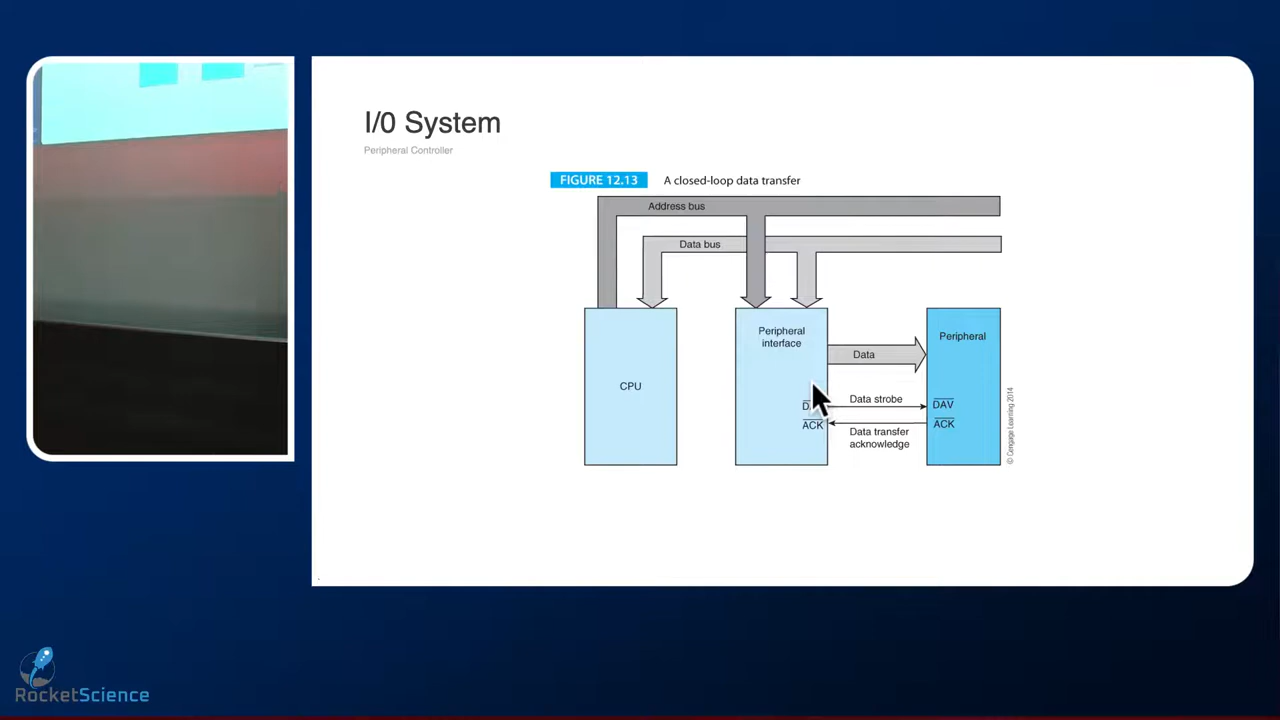 I/0 System
Peripheral Controller
FIGURE 12.13 A closed-loop data transfer
Address bus
Data bus
CPU
Peripheral
interface
Data
Peripheral
Data strobe
DAV
ACK
Data transfer
acknowledge
ACK
© Cengage Learning 2014
RocketScience